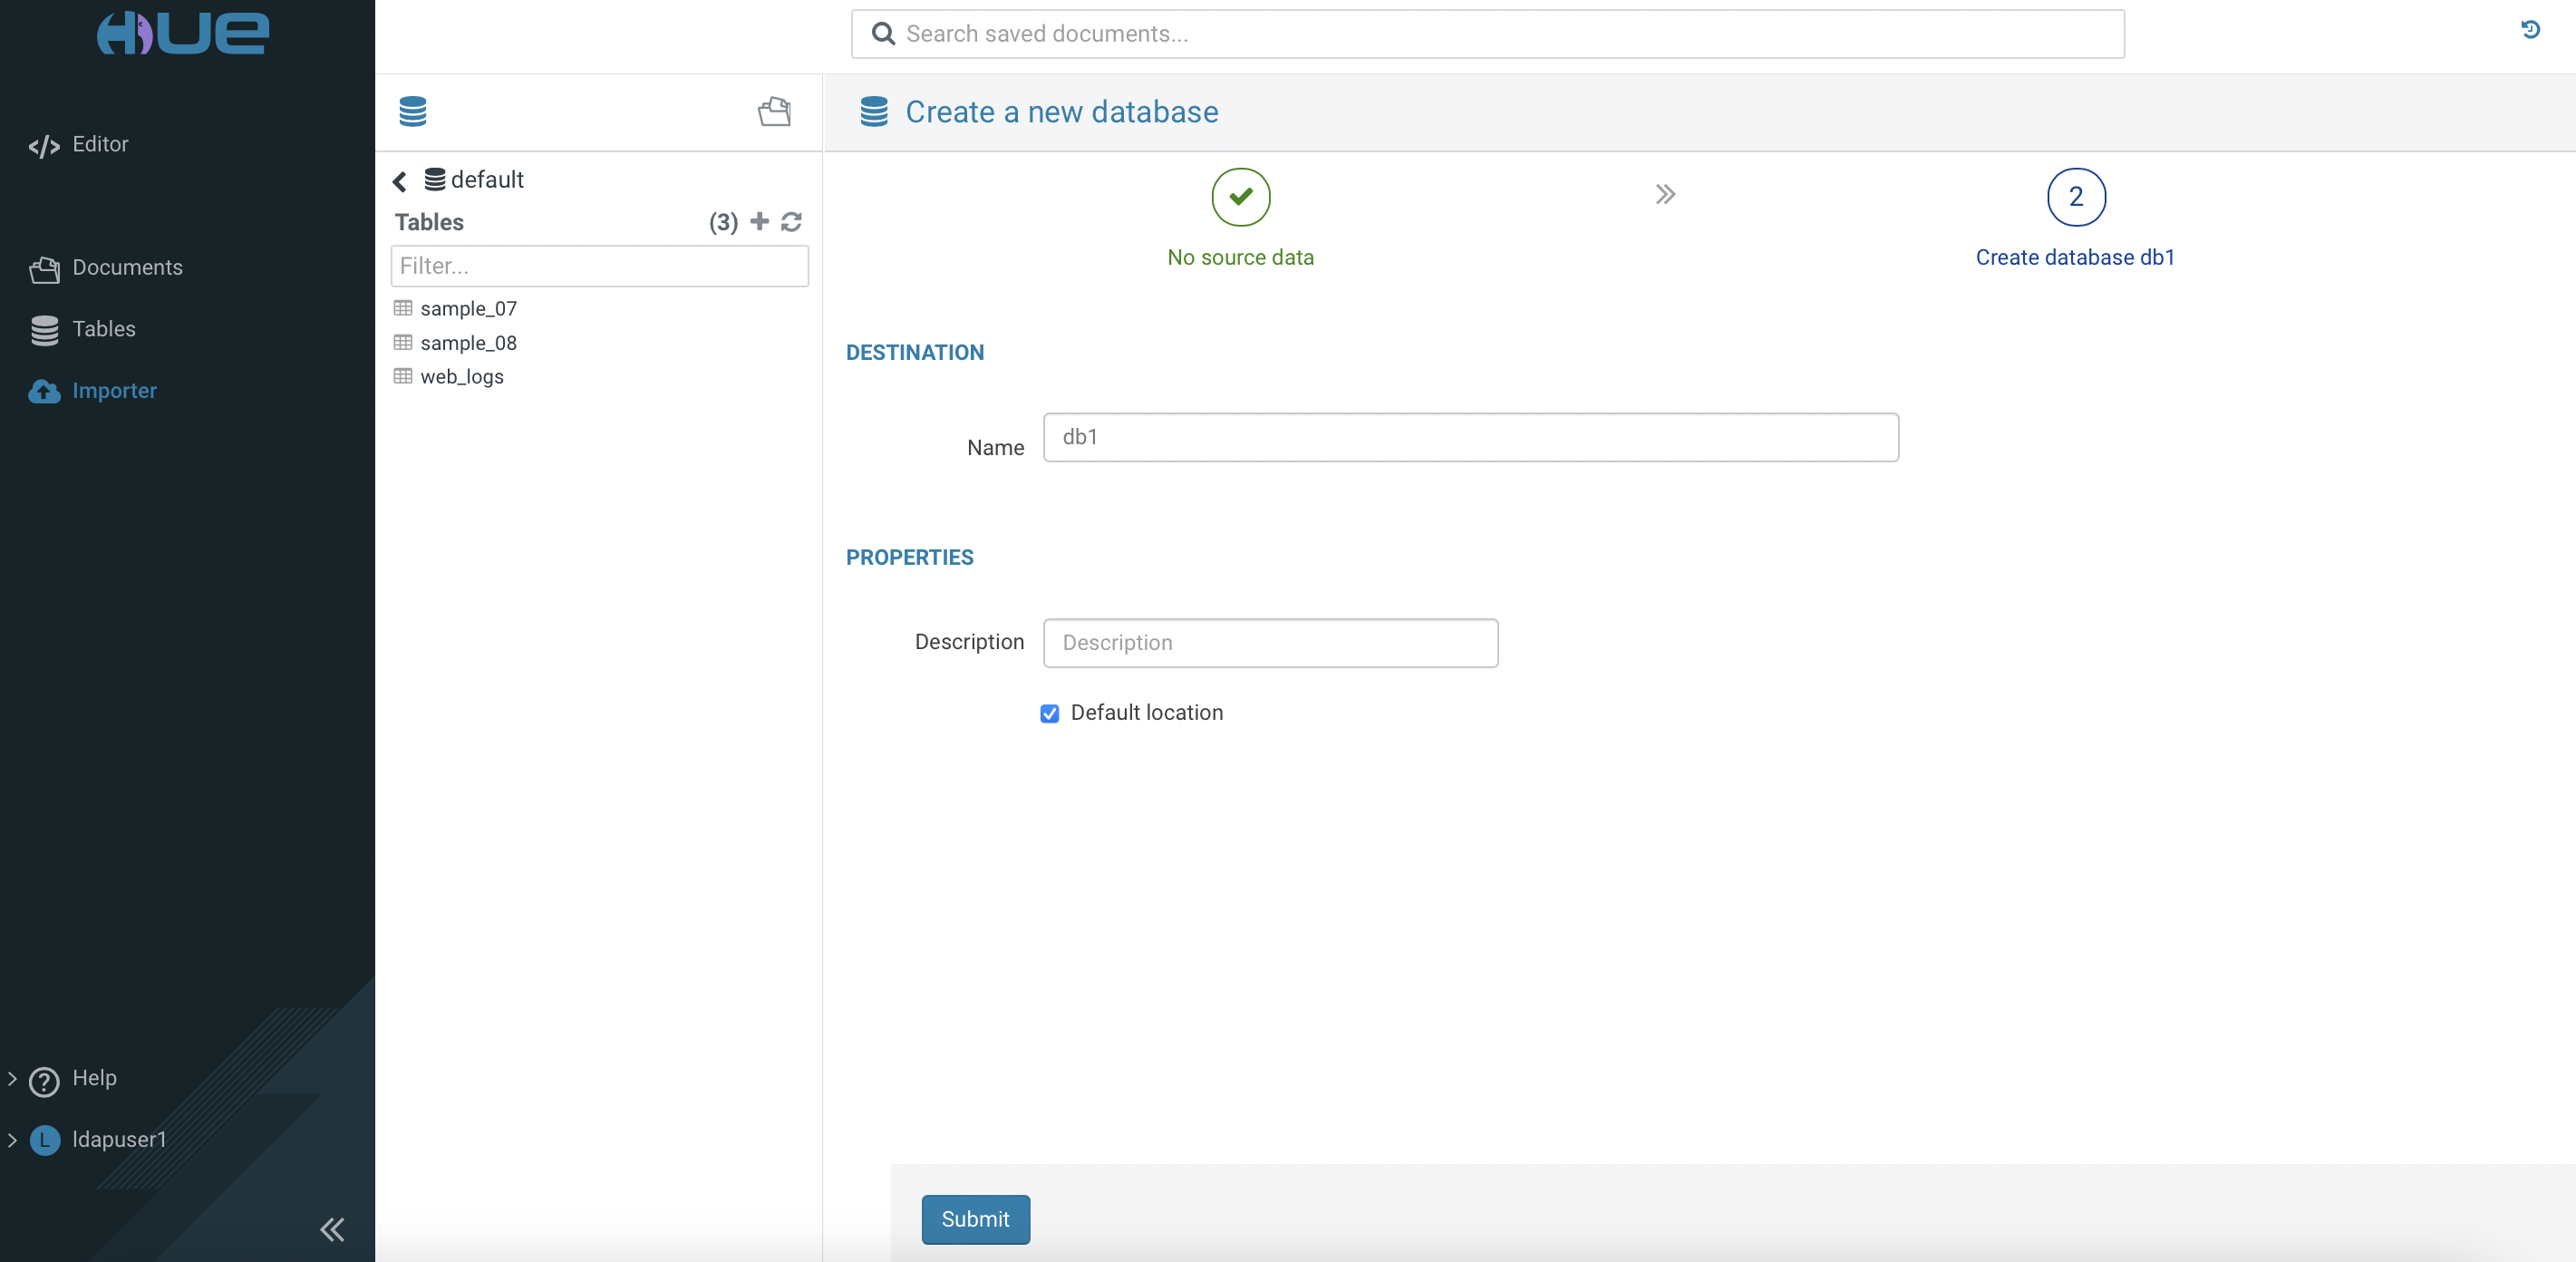 HUE
Search saved documents...
Editor
Documents
Tables
Importer
Help
L ldapuser1
default
Tables (3)
Filter...
sample_07
sample_08
web_logs
Create a new database
No source data
2
Create database db1
DESTINATION
Name db1
PROPERTIES
Description Description
Default location
Submit